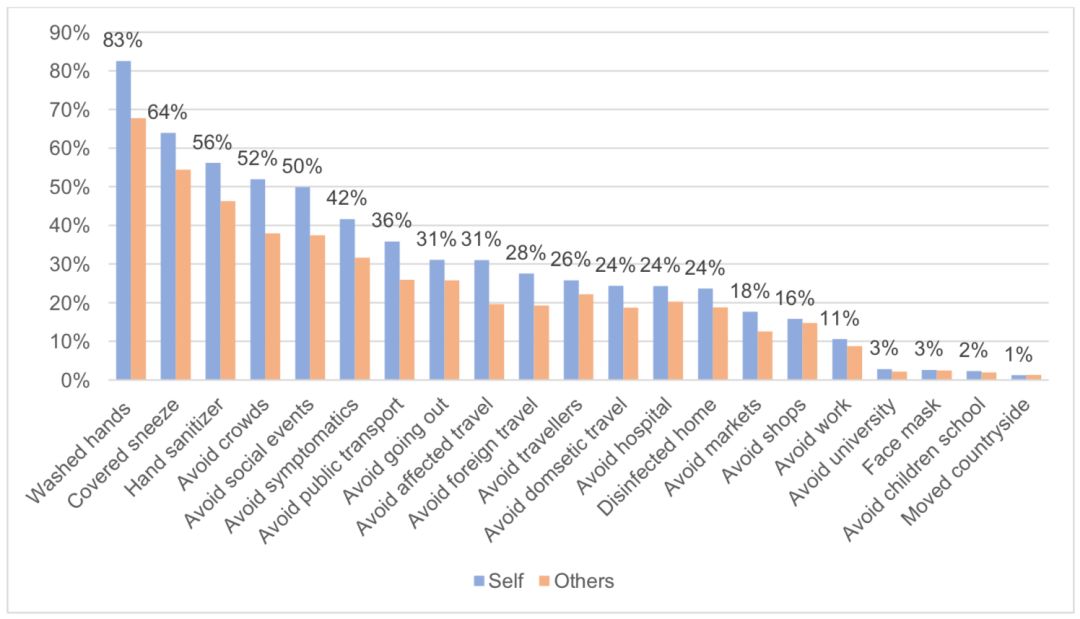 90%
80%
70%
60%
50%
40%
30%
20%
10%
0%
83%
64%
56%
52%
50%
42%
36%
31%
31%
28%
26%
24%
24%
24%
18%
16%
11%
3%
3%
2%
1%
Washed hands
Covered sneeze
Hand sanitizer
Avoid crowds
Avoid social events
Avoid symptomatics
Avoid public transport
Avoid going out
Avoid affected travel
Avoid foreign travel
Avoid travellers
Avoid domsetic travel
Avoid hospital
Disinfected home
Avoid markets
Avoid shops
Avoid work
Avoid university
Face mask
Avoid children school
Moved countryside
Self Others